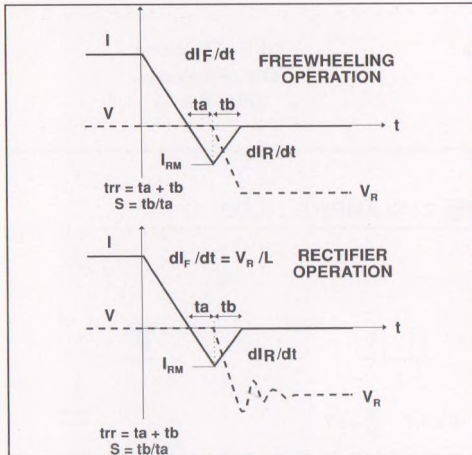 I
dIF/dt
FREEWHEELING
OPERATION
ta tb
V
t
IRM
dIR/dt
VR
trr = ta + tb
S = tb/ta
I
dIF/dt = VR/L
RECTIFIER
OPERATION
ta tb
V
t
IRM
dIR/dt
VR
trr = ta + tb
S = tb/ta